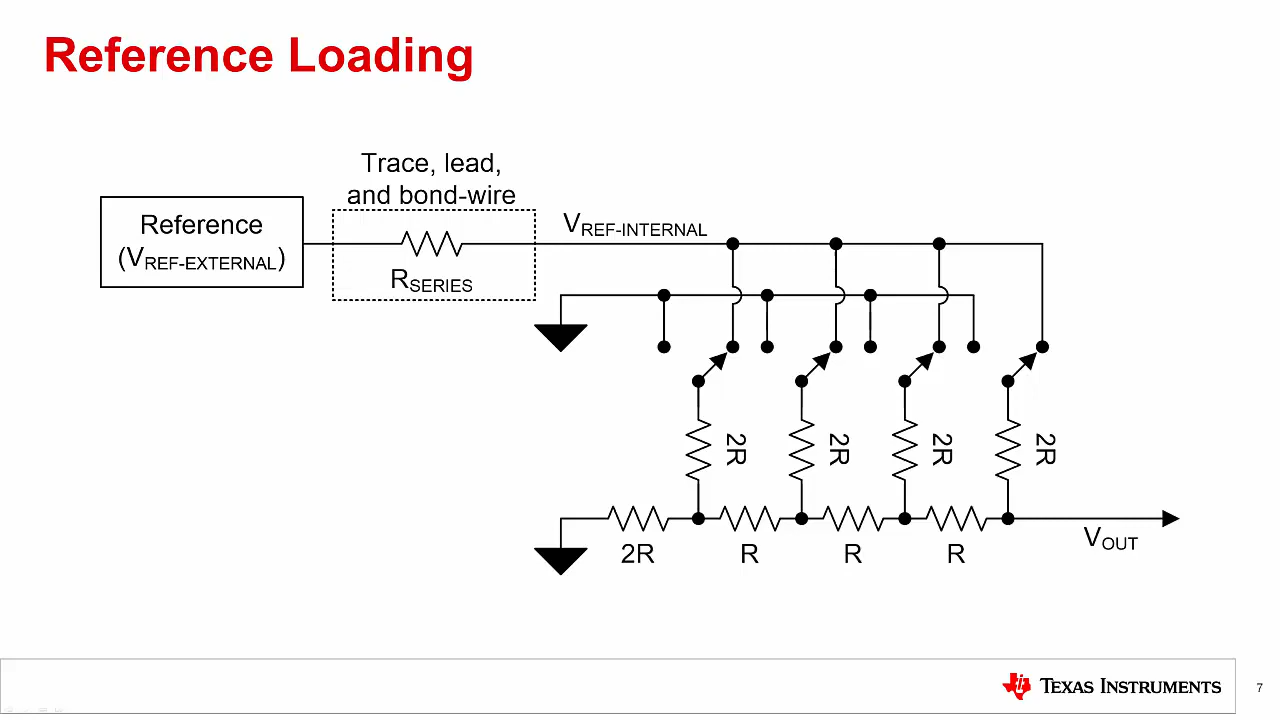 Reference Loading
Trace, lead,
and bond-wire
Reference
(VREF-EXTERNAL)
RSERIES
VREF-INTERNAL
2R
2R
2R
2R
2R
R
R
R
VOUT
TEXAS INSTRUMENTS
7